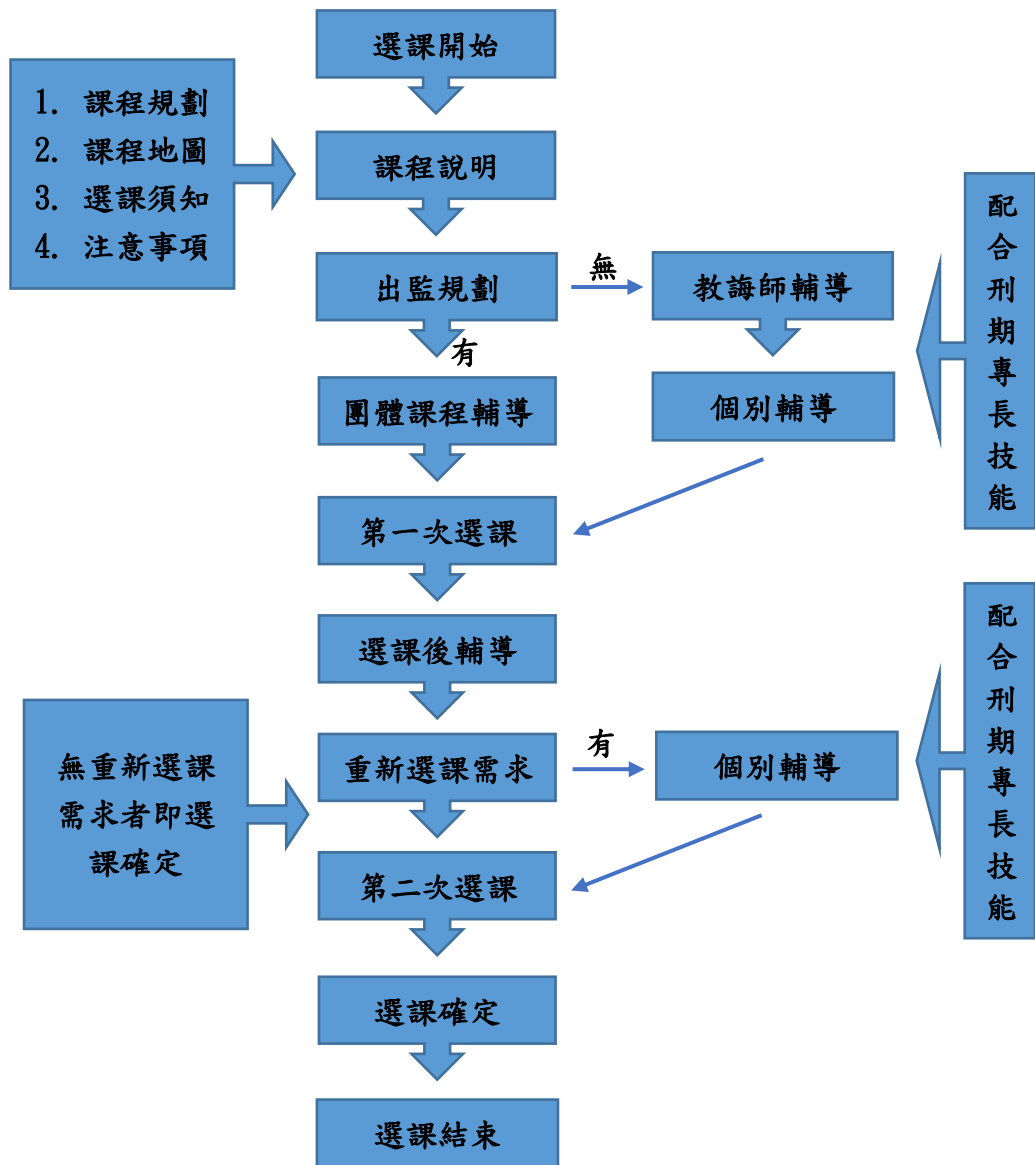 選課開始
1. 課程規劃
2. 課程地圖
3. 選課須知
4. 注意事項
課程說明
出監規劃
無
教誨師輔導
配
合
刑
期
專
長
技
能
有
團體課程輔導
個別輔導
第一次選課
選課後輔導
無重新選課
需求者即選
課確定
重新選課需求
有
個別輔導
配
合
刑
期
專
長
技
能
第二次選課
選課確定
選課結束